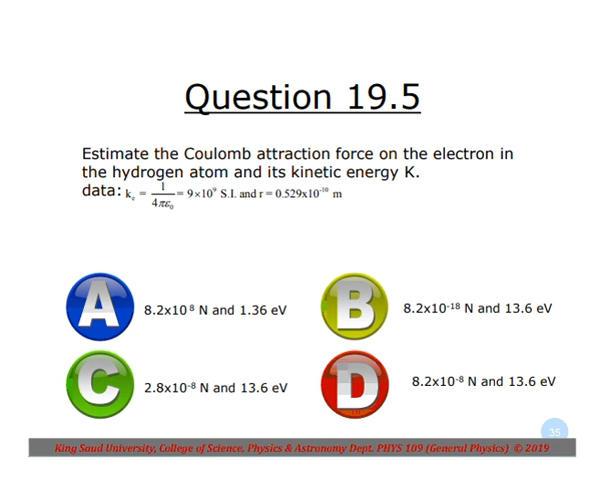 Question 19.5
Estimate the Coulomb attraction force on the electron in
the hydrogen atom and its kinetic energy K.
data: kₑ = 1/4πε₀ = 9×10⁹ S.I. and r = 0.529x10⁻¹⁰ m
A 8.2x10⁸ N and 1.36 eV
B 8.2x10⁻¹⁸ N and 13.6 eV
C 2.8x10⁻⁸ N and 13.6 eV
D 8.2x10⁻⁸ N and 13.6 eV
35
King Saud University, College of Science, Physics & Astronomy Dept. PHYS 109 (General Physics) © 2019